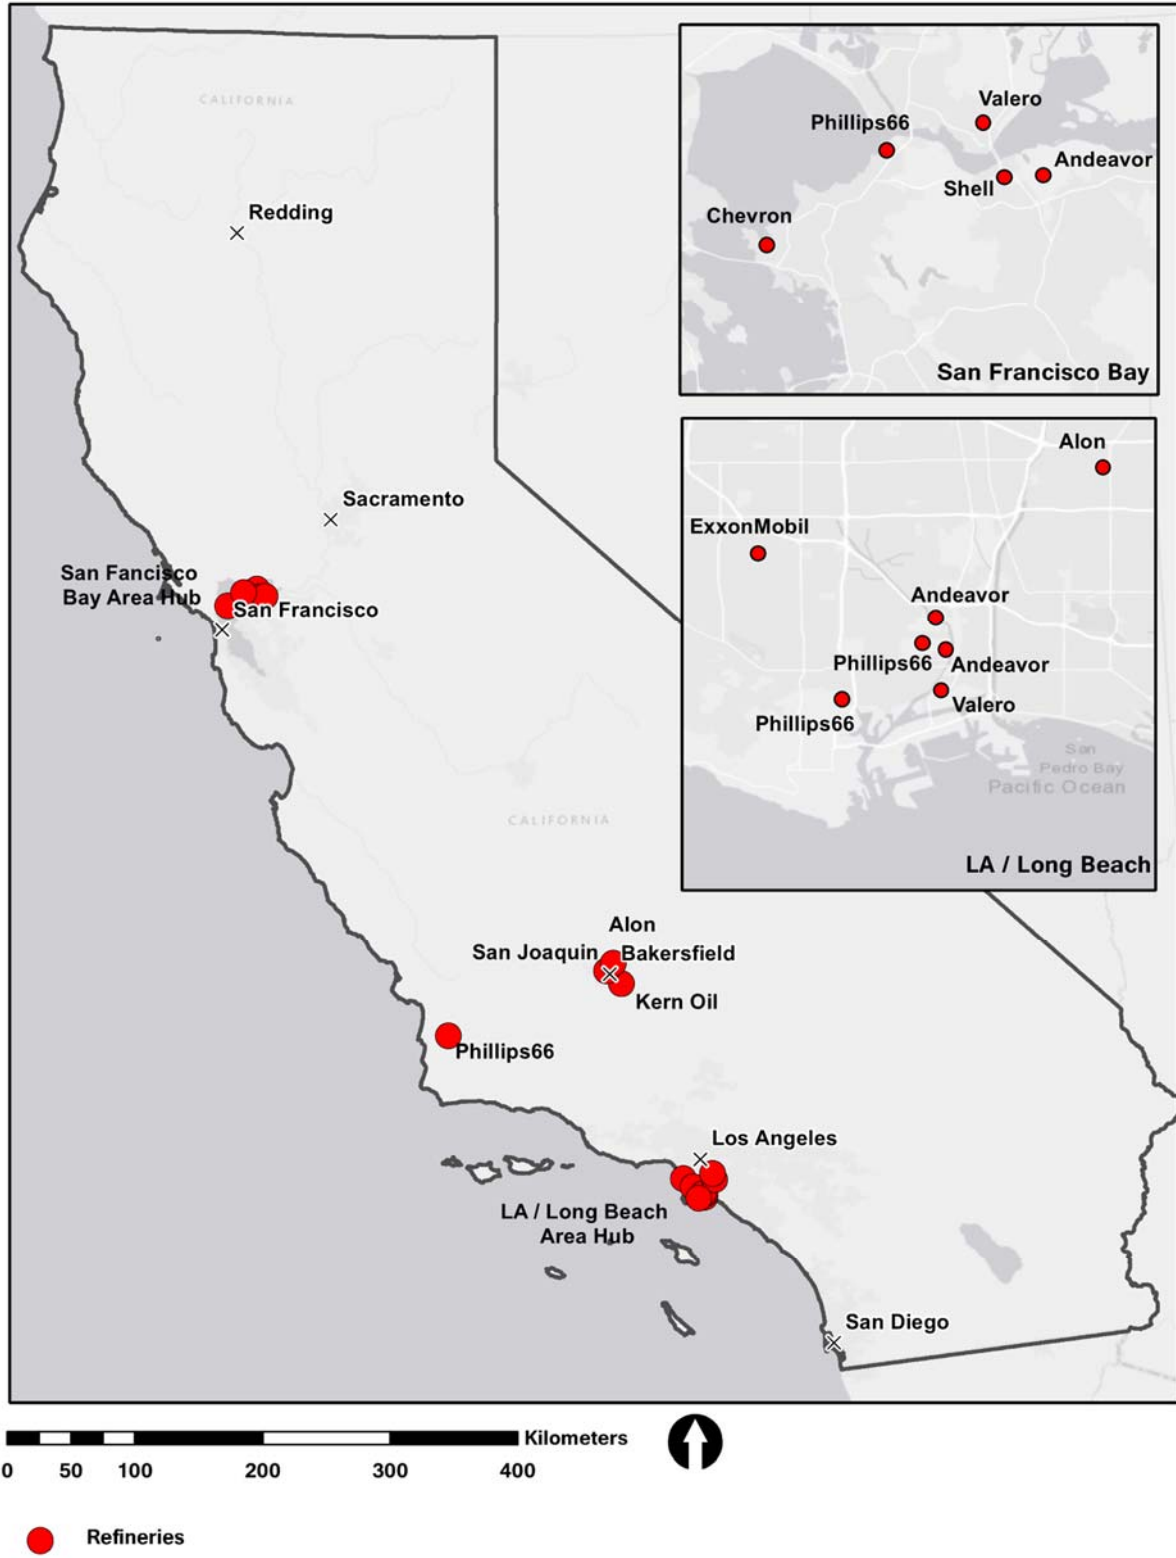 CALIFORNIA
Redding
Sacramento
San Fancisco
Bay Area Hub
San Francisco
CALIFORNIA
Alon
San Joaquin
Bakersfield
Kern Oil
Phillips66
Los Angeles
LA / Long Beach
Area Hub
San Diego
Valero
Phillips66
Andeavor
Shell
Chevron
San Francisco Bay
Alon
ExxonMobil
Andeavor
Phillips66
Andeavor
Valero
Phillips66
San
Pedro Bay
Pacific Ocean
LA / Long Beach
Kilometers
0 50 100 200 300 400
Refineries